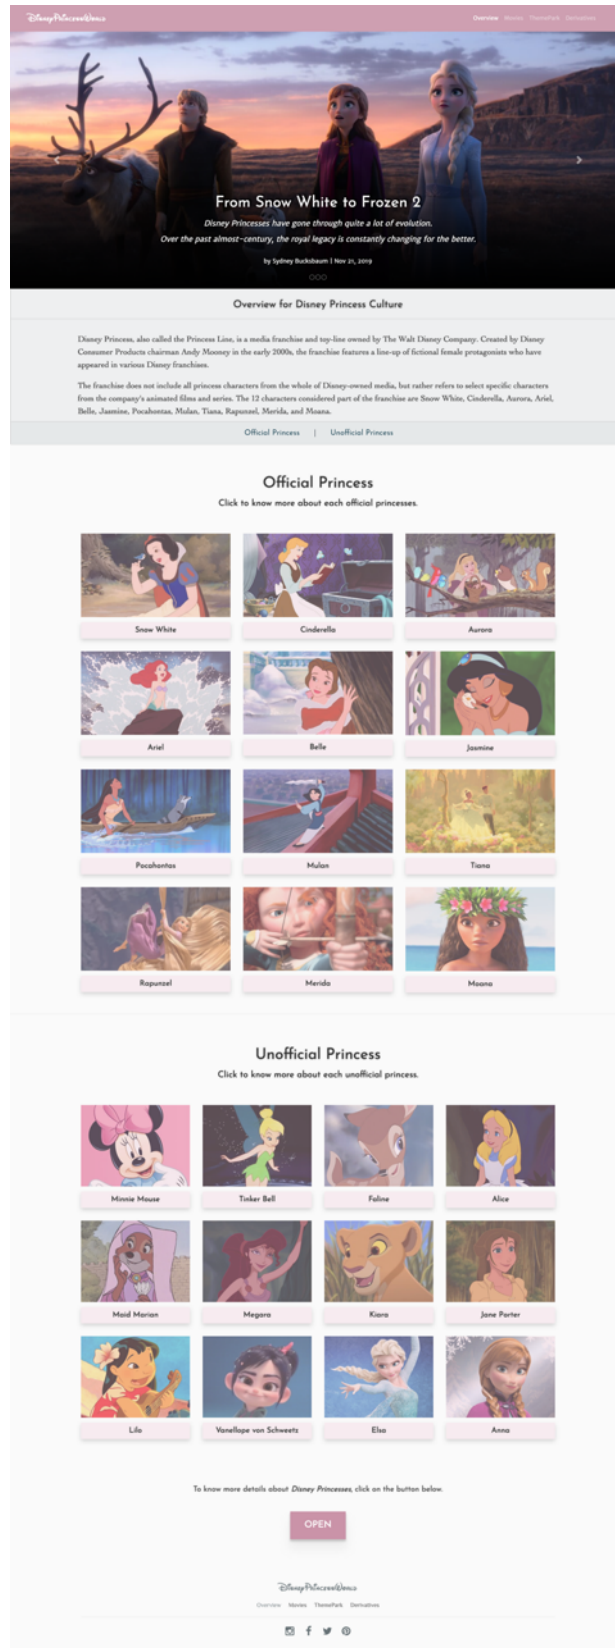 DisneyPrincessWorld
Overview Movies ThemePark Derivatives
From Snow White to Frozen 2
Disney Princesses have gone through quite a lot of evolution.
Over the past almost-century, the royal legacy is constantly changing for the better.
by Sydney Bucksbaum | Nov 21, 2019
Overview for Disney Princess Culture
Disney Princess, also called the Princess Line, is a media franchise and toy-line owned by The Walt Disney Company. Created by Disney
Consumer Products chairman Andy Mooney in the early 2000s, the franchise features a line-up of fictional female protagonists who have
appeared in various Disney franchises.
The franchise does not include all princess characters from the whole of Disney-owned media, but rather refers to select specific characters
from the company's animated films and series. The 12 characters considered part of the franchise are Snow White, Cinderella, Aurora, Ariel,
Belle, Jasmine, Pocahontas, Mulan, Tiana, Rapunzel, Merida, and Moana.
Official Princess | Unofficial Princess
Official Princess
Click to know more about each official princesses.
Snow White Cinderella Aurora
Ariel Belle Jasmine
Pocahontas Mulan Tiana
Rapunzel Merida Moana
Unofficial Princess
Click to know more about each unofficial princess.
Minnie Mouse Tinker Bell Faline Alice
Maid Marian Megara Kiara Jane Porter
Lilo Vanellope von Schweetz Elsa Anna
To know more details about Disney Princesses, click on the button below.
OPEN
DisneyPrincessWorld
Overview Movies ThemePark Derivatives